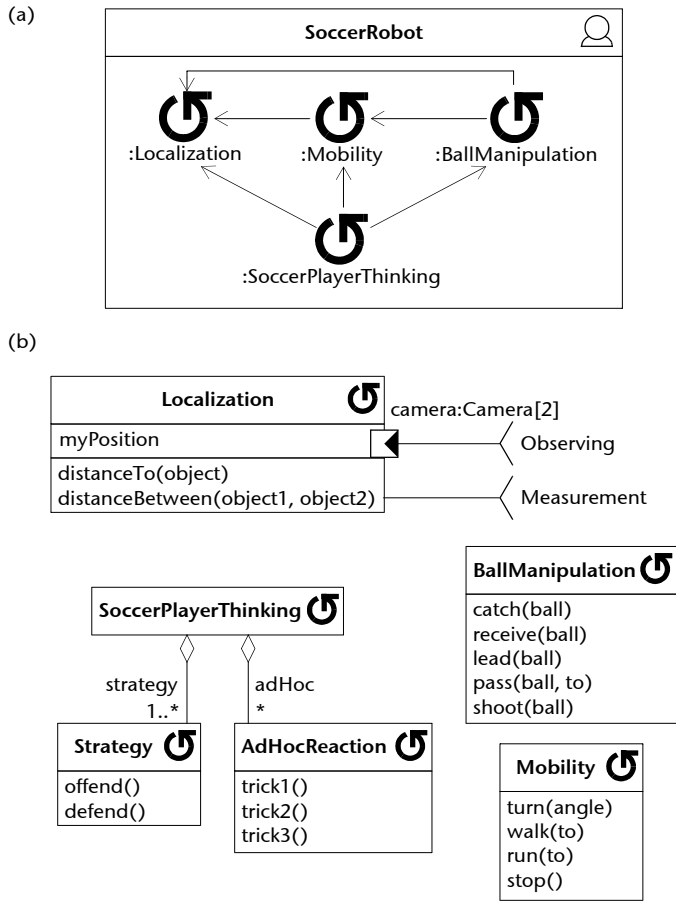 (a)
SoccerRobot
:Localization
:Mobility
:BallManipulation
:SoccerPlayerThinking
(b)
Localization
myPosition
distanceTo(object)
distanceBetween(object1, object2)
camera:Camera[2]
Observing
Measurement
SoccerPlayerThinking
strategy
1..*
adHoc
*
Strategy
offend()
defend()
AdHocReaction
trick1()
trick2()
trick3()
BallManipulation
catch(ball)
receive(ball)
lead(ball)
pass(ball, to)
shoot(ball)
Mobility
turn(angle)
walk(to)
run(to)
stop()